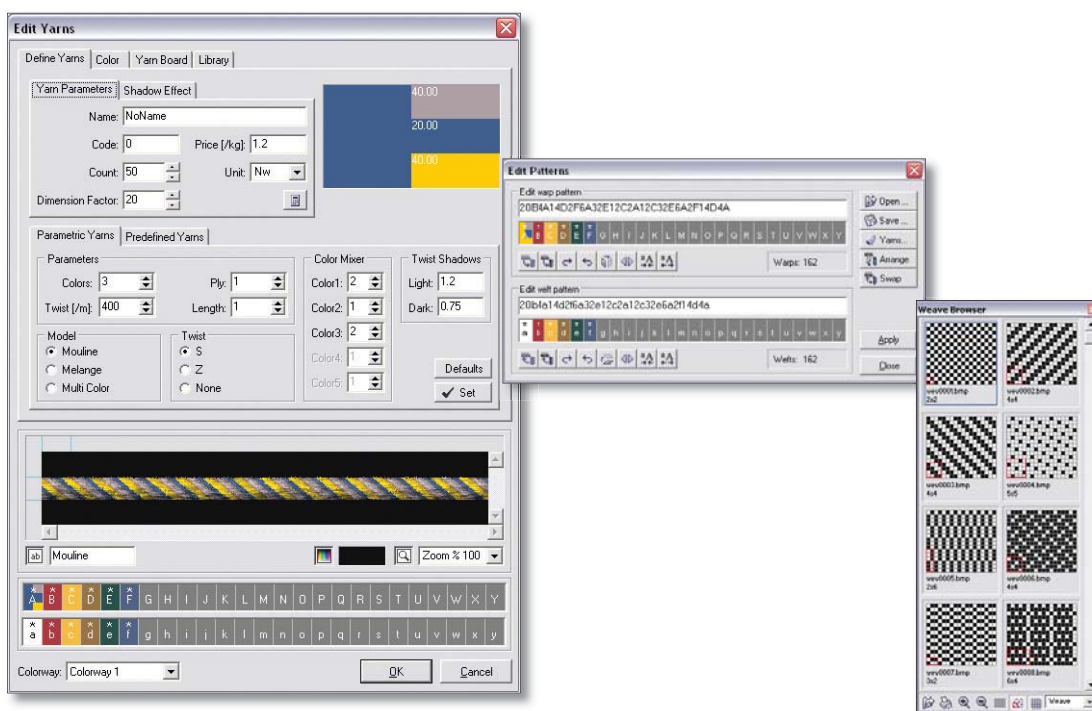 Edit Yarns
Define Yarns Color Yarn Board Library
Yarn Parameters Shadow Effect
Name: NoName
Code: 0 Price [/kg]: 1.2
Count: 50 Unit: Nw
Dimension Factor: 20
40.00
20.00
40.00
Parametric Yarns Predefined Yarns
Parameters
Colors: 3 Ply: 1
Twist [/m]: 400 Length: 1
Model
Mouline
Melange
Multi Color
Twist
S
Z
None
Color Mixer
Color1: 2
Color2: 1
Color3: 2
Color4: 1
Color5: 1
Twist Shadows
Light: 1.2
Dark: 0.75
Defaults
Set
ab Mouline Zoom % 100
A B C D E F G H I J K L M N O P Q R S T U V W X Y
a b c d e f g h i j k l m n o p q r s t u v w x y
Colorway: Colorway 1 OK Cancel
Edit Patterns
Edit warp pattern
20B4A14D2F6A32E12C2A12C32E6A2F14D4A
A B C D E F G H I J K L M N O P Q R S T U V W X Y
Warps: 162
Edit weft pattern
20b4a14d2f6a32e12c2a12c32e6a2f14d4a
a b c d e f g h i j k l m n o p q r s t u v w x y
Wefts: 162
Open ...
Save ...
Yarns...
Arrange
Swap
Apply
Close
Weave Browser
wev0001.bmp wev0002.bmp
2x2 4x4
wev0003.bmp wev0004.bmp
4x4 5x5
wev0005.bmp wev0006.bmp
2x6 4x4
wev0007.bmp wev0008.bmp
3x2 6x4
Weave